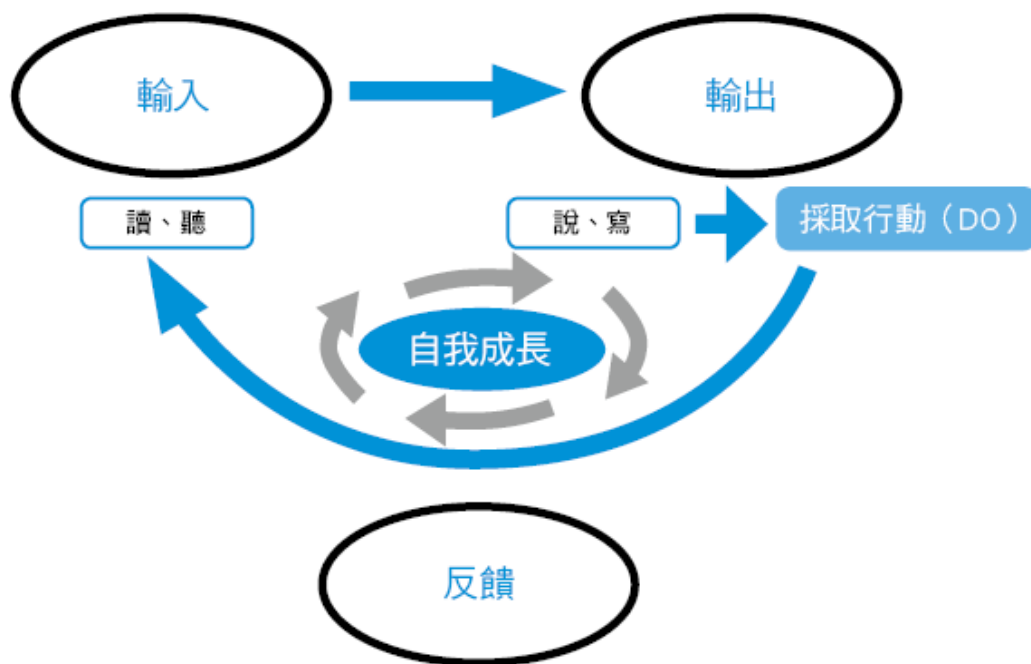 輸入
輸出
讀、聽
說、寫
採取行動（DO）
自我成長
反饋